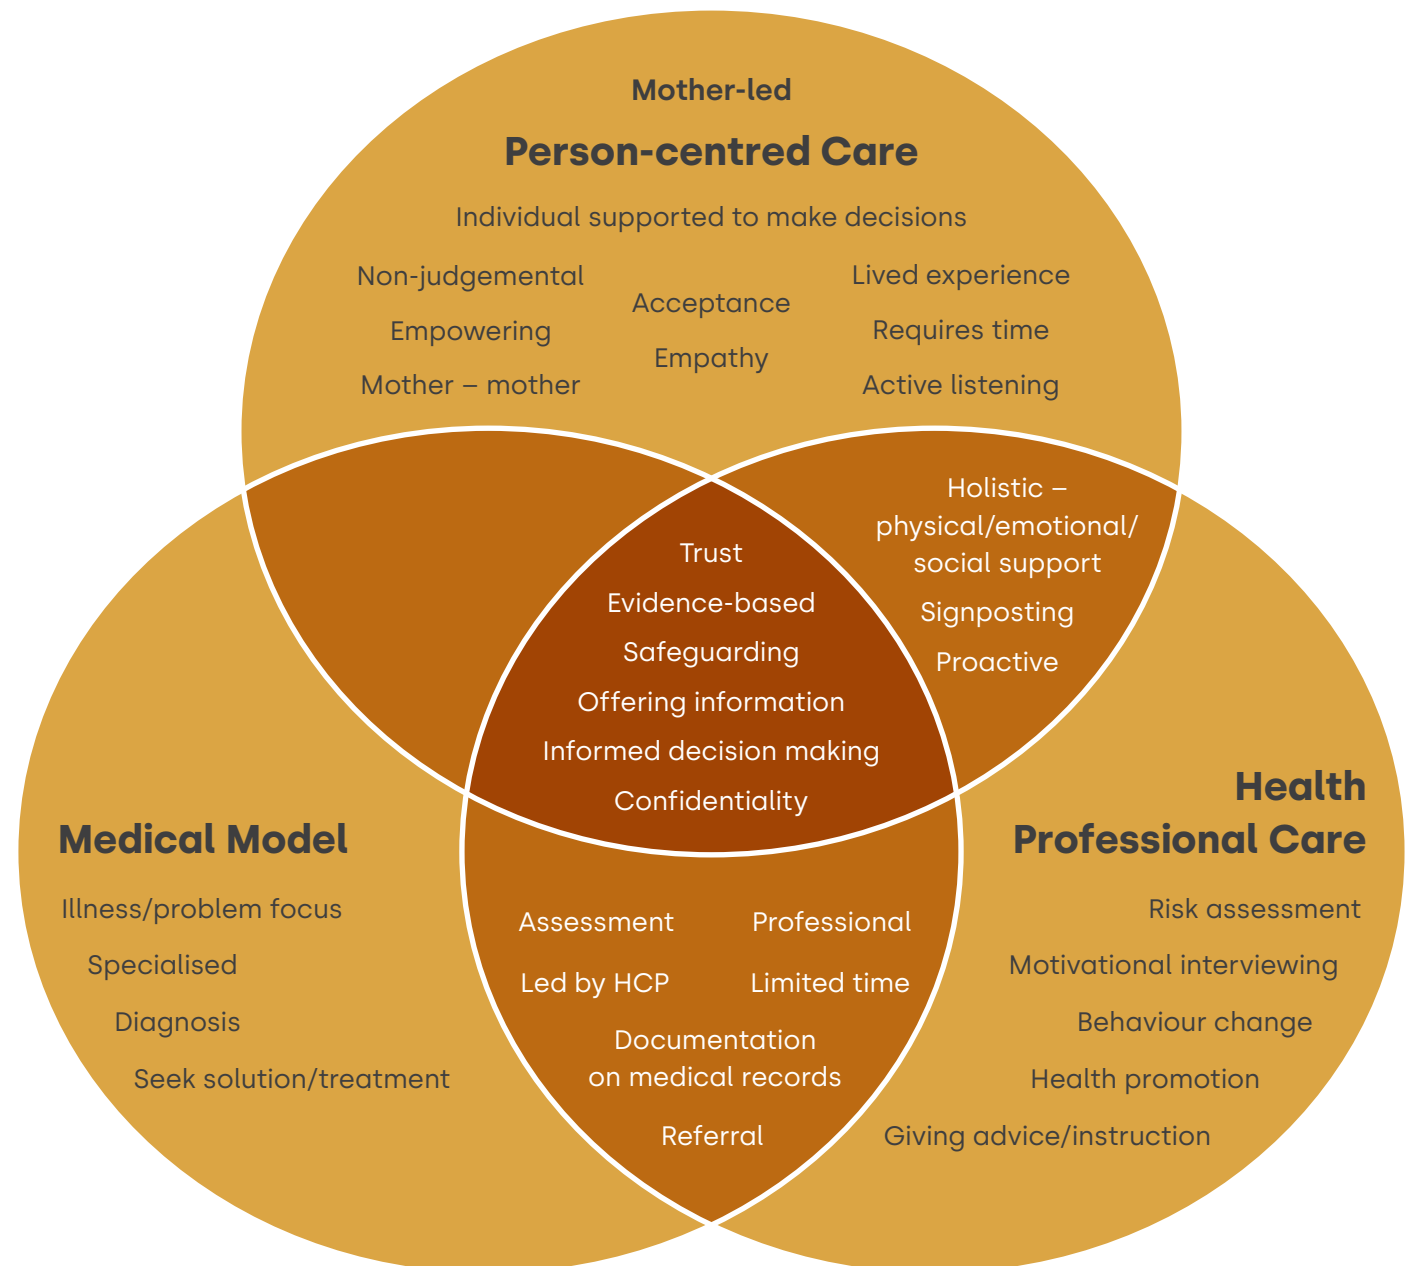 Mother-led
Person-centred Care
Individual supported to make decisions
Non-judgemental
Empowering
Mother – mother
Acceptance
Empathy
Lived experience
Requires time
Active listening
Holistic –
physical/emotional/
social support
Signposting
Proactive
Trust
Evidence-based
Safeguarding
Offering information
Informed decision making
Confidentiality
Medical Model
Illness/problem focus
Specialised
Diagnosis
Seek solution/treatment
Assessment
Professional
Led by HCP
Limited time
Documentation
on medical records
Referral
Health
Professional Care
Risk assessment
Motivational interviewing
Behaviour change
Health promotion
Giving advice/instruction